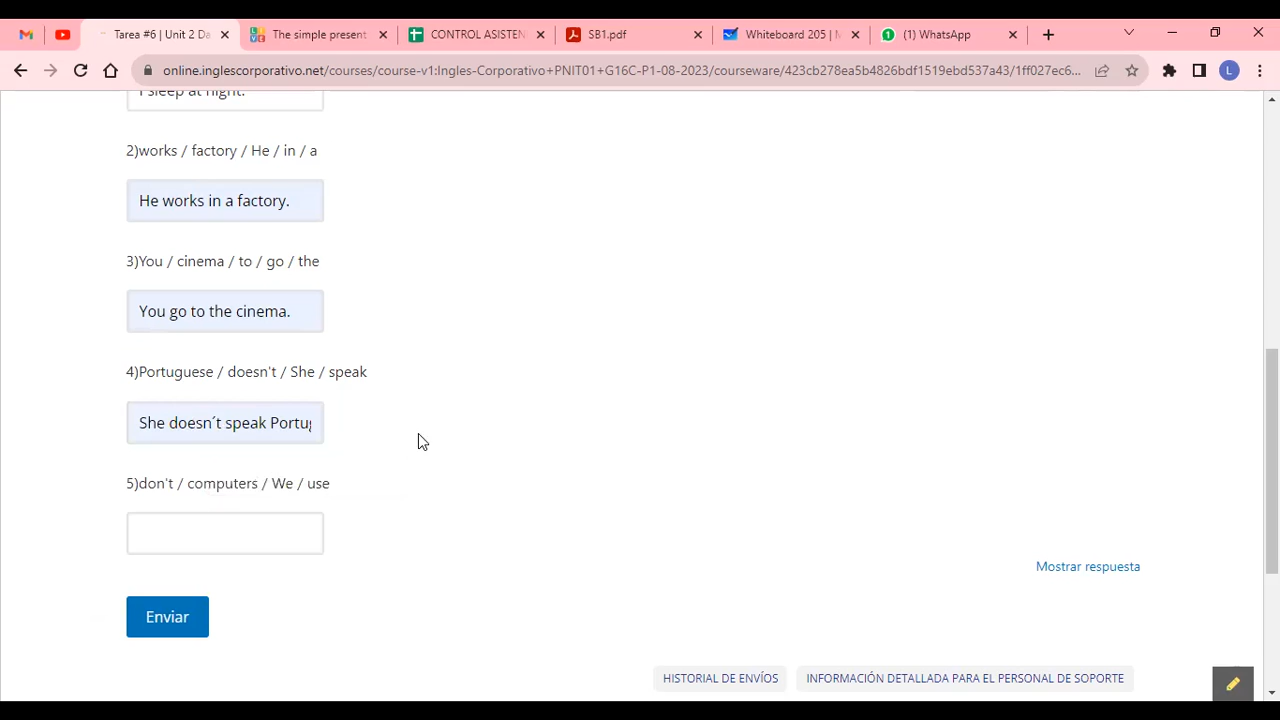 Tarea #6 | Unit 2 Da
The simple present
CONTROL ASISTEN
SB1.pdf
Whiteboard 205 | M
(1) WhatsApp
online.inglescorporativo.net/courses/course-v1:Ingles-Corporativo+PNIT01+G16C-P1-08-2023/courseware/423cb278ea5b4826bdf1519ebd537a43/1ff027ec6...
L
I sleep at night.
2)works / factory / He / in / a
He works in a factory.
3)You / cinema / to / go / the
You go to the cinema.
4)Portuguese / doesn't / She / speak
She doesn´t speak Portug
5)don't / computers / We / use
Mostrar respuesta
Enviar
HISTORIAL DE ENVÍOS
INFORMACIÓN DETALLADA PARA EL PERSONAL DE SOPORTE